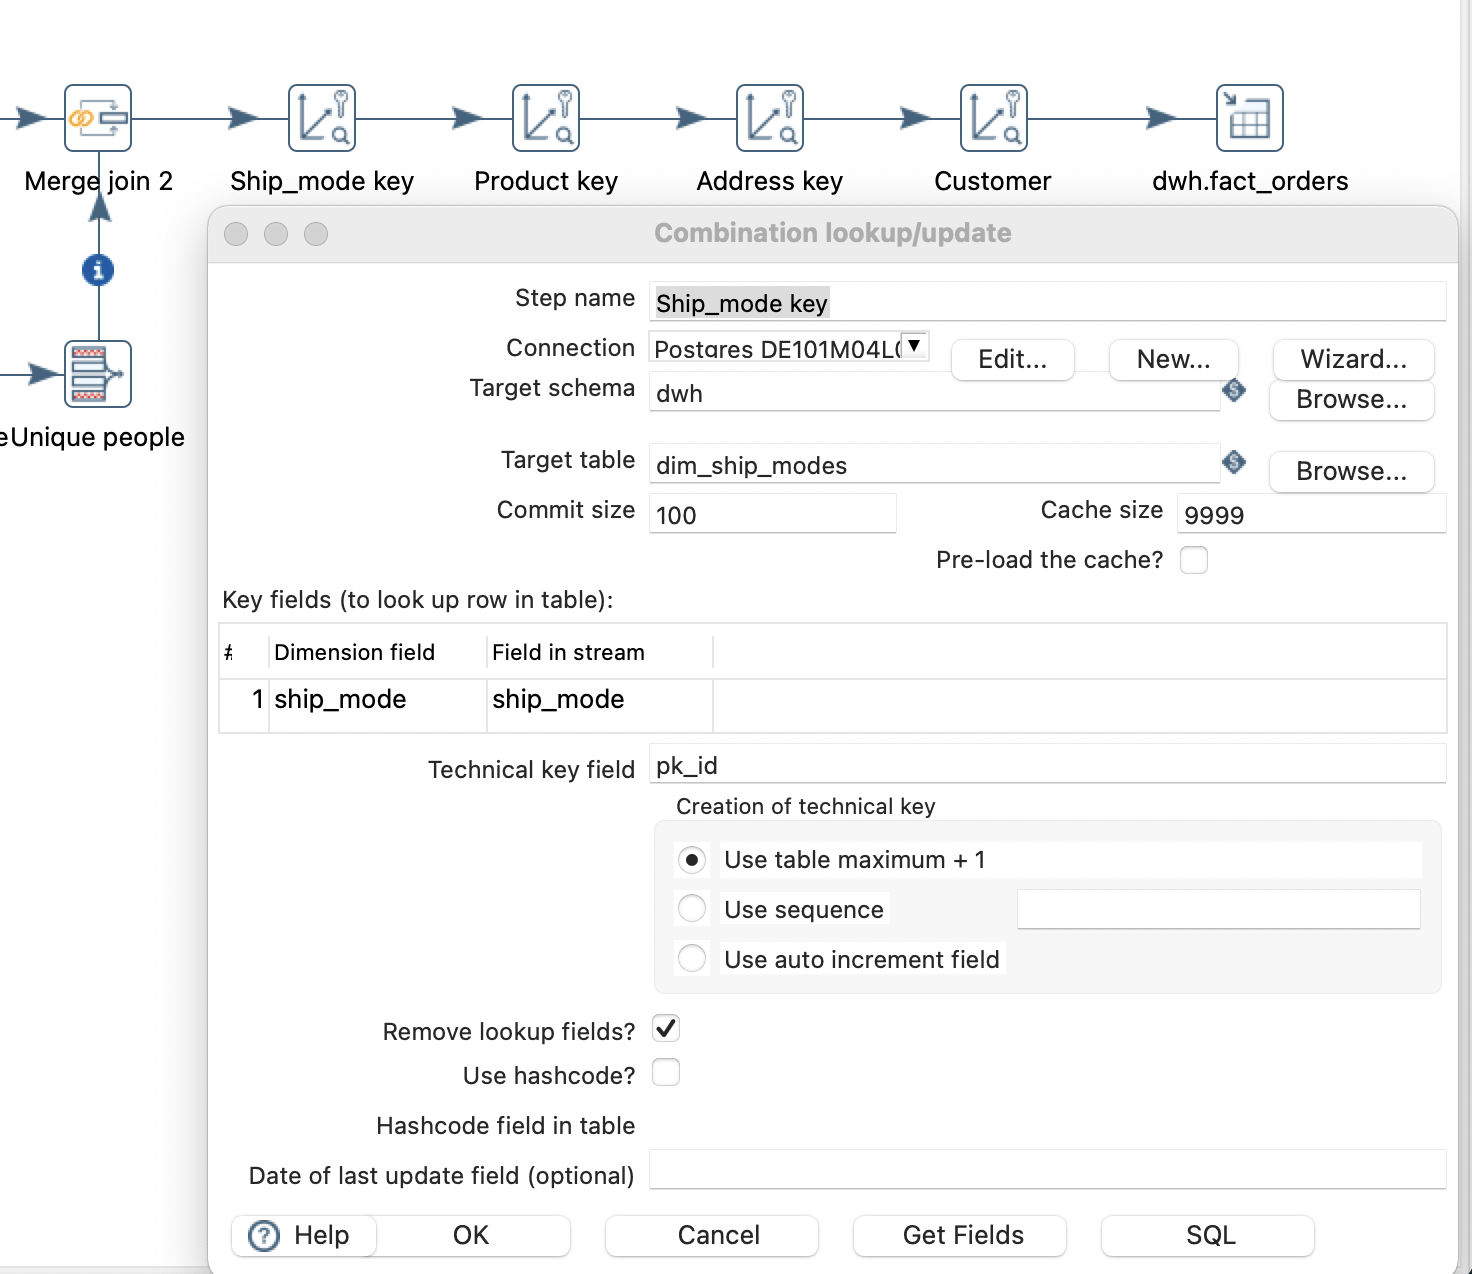 Merge join 2
Ship_mode key
Product key
Address key
Customer
dwh.fact_orders
eUnique people
Combination lookup/update
Step name Ship_mode key
Connection Postgres DE101M04L Edit... New... Wizard...
Target schema dwh Browse...
Target table dim_ship_modes Browse...
Commit size 100 Cache size 9999
Pre-load the cache?
Key fields (to look up row in table):
# Dimension field Field in stream
1 ship_mode ship_mode
Technical key field pk_id
Creation of technical key
Use table maximum + 1
Use sequence
Use auto increment field
Remove lookup fields?
Use hashcode?
Hashcode field in table
Date of last update field (optional)
Help OK Cancel Get Fields SQL